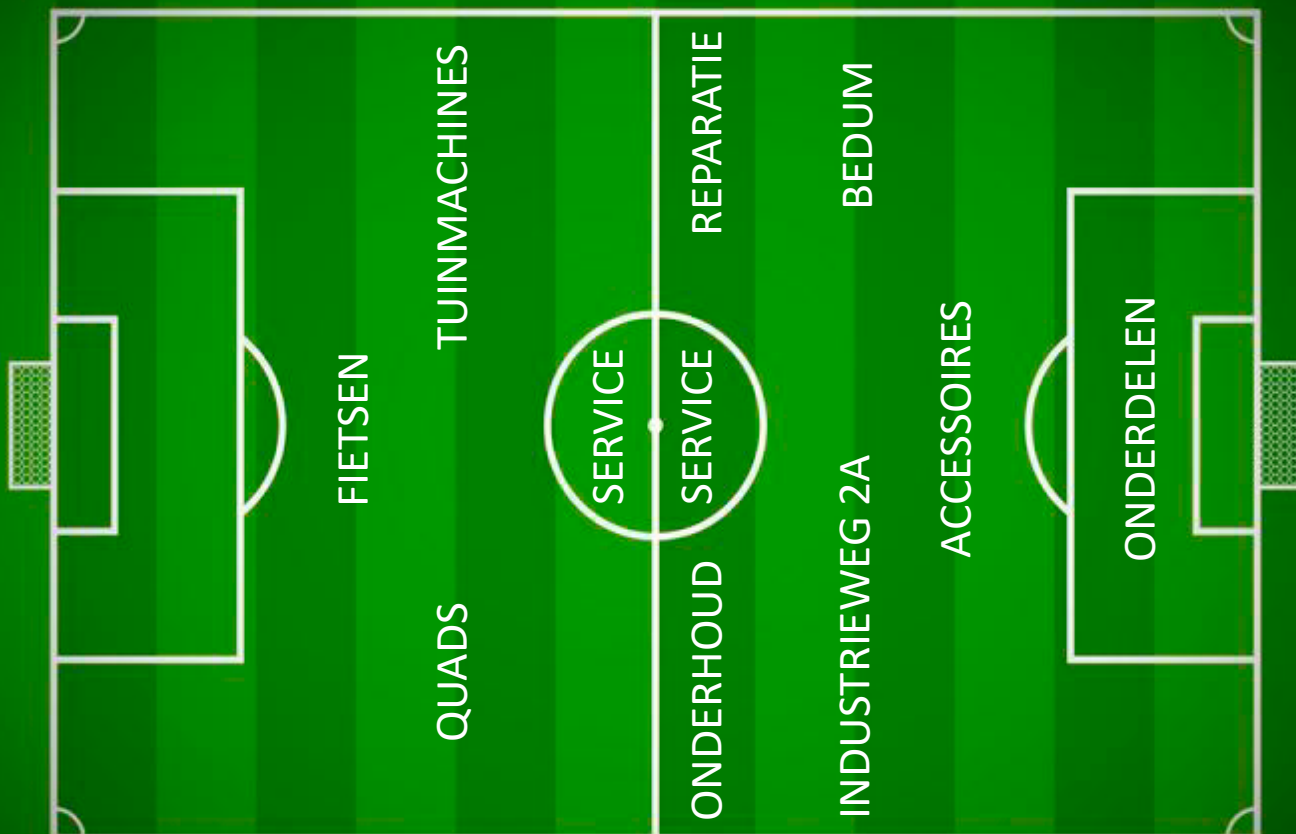 FIETSEN
QUADS TUINMACHINES
SERVICE
SERVICE
ONDERHOUD REPARATIE
INDUSTRIEWEG 2A BEDUM
ACCESSOIRES
ONDERDELEN